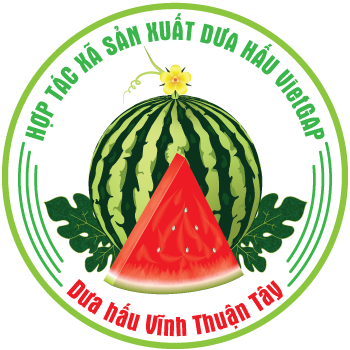 HỢP TÁC XÃ SẢN XUẤT DƯA HẤU VietGAP
Dưa hấu Vĩnh Thuận Tây